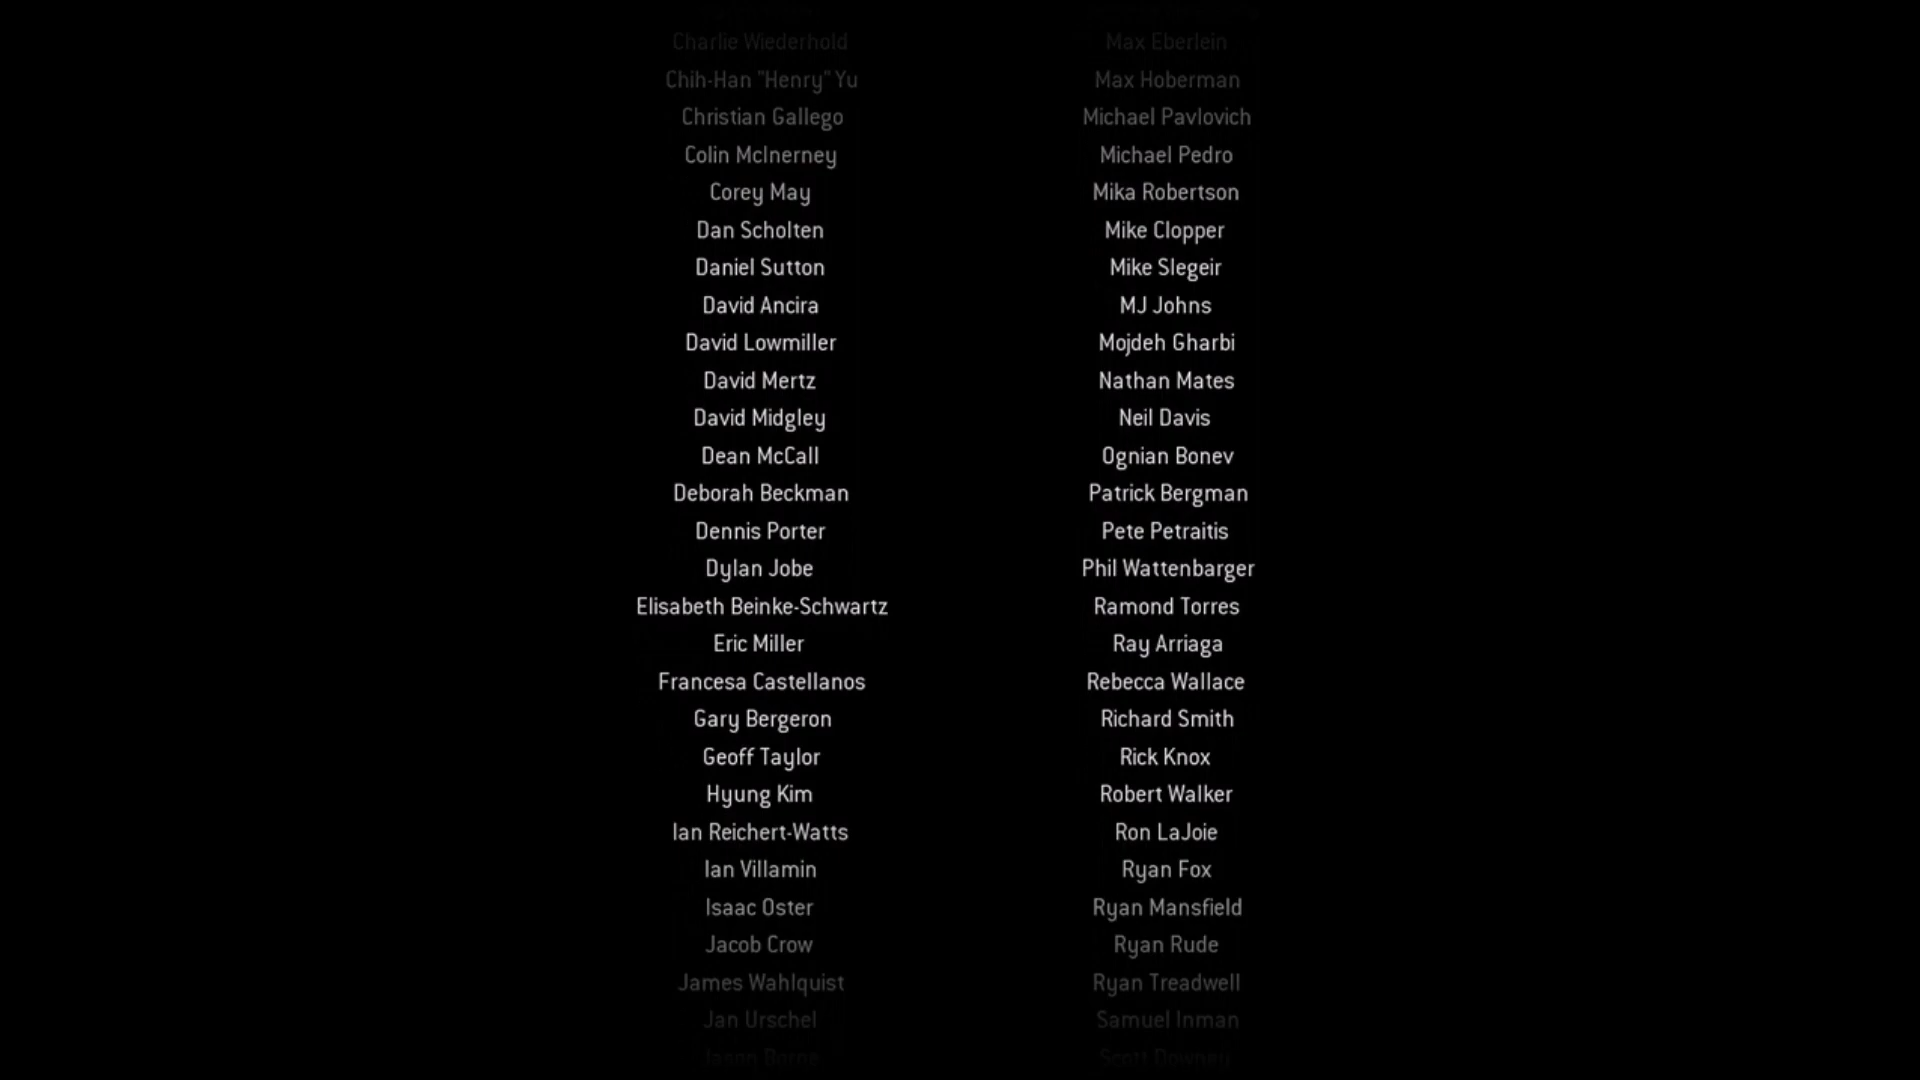 Charlie Wiederhold
Chih-Han "Henry" Yu
Christian Gallego
Colin McInerney
Corey May
Dan Scholten
Daniel Sutton
David Ancira
David Lowmiller
David Mertz
David Midgley
Dean McCall
Deborah Beckman
Dennis Porter
Dylan Jobe
Elisabeth Beinke-Schwartz
Eric Miller
Francesa Castellanos
Gary Bergeron
Geoff Taylor
Hyung Kim
Ian Reichert-Watts
Ian Villamin
Isaac Oster
Jacob Crow
James Wahlquist
Jan Urschel
Jason
Max Eberlein
Max Hoberman
Michael Pavlovich
Michael Pedro
Mika Robertson
Mike Clopper
Mike Slegeir
MJ Johns
Mojdeh Gharbi
Nathan Mates
Neil Davis
Ognian Bonev
Patrick Bergman
Pete Petraitis
Phil Wattenbarger
Ramond Torres
Ray Arriaga
Rebecca Wallace
Richard Smith
Rick Knox
Robert Walker
Ron LaJoie
Ryan Fox
Ryan Mansfield
Ryan Rude
Ryan Treadwell
Samuel Inman
Scott Downey